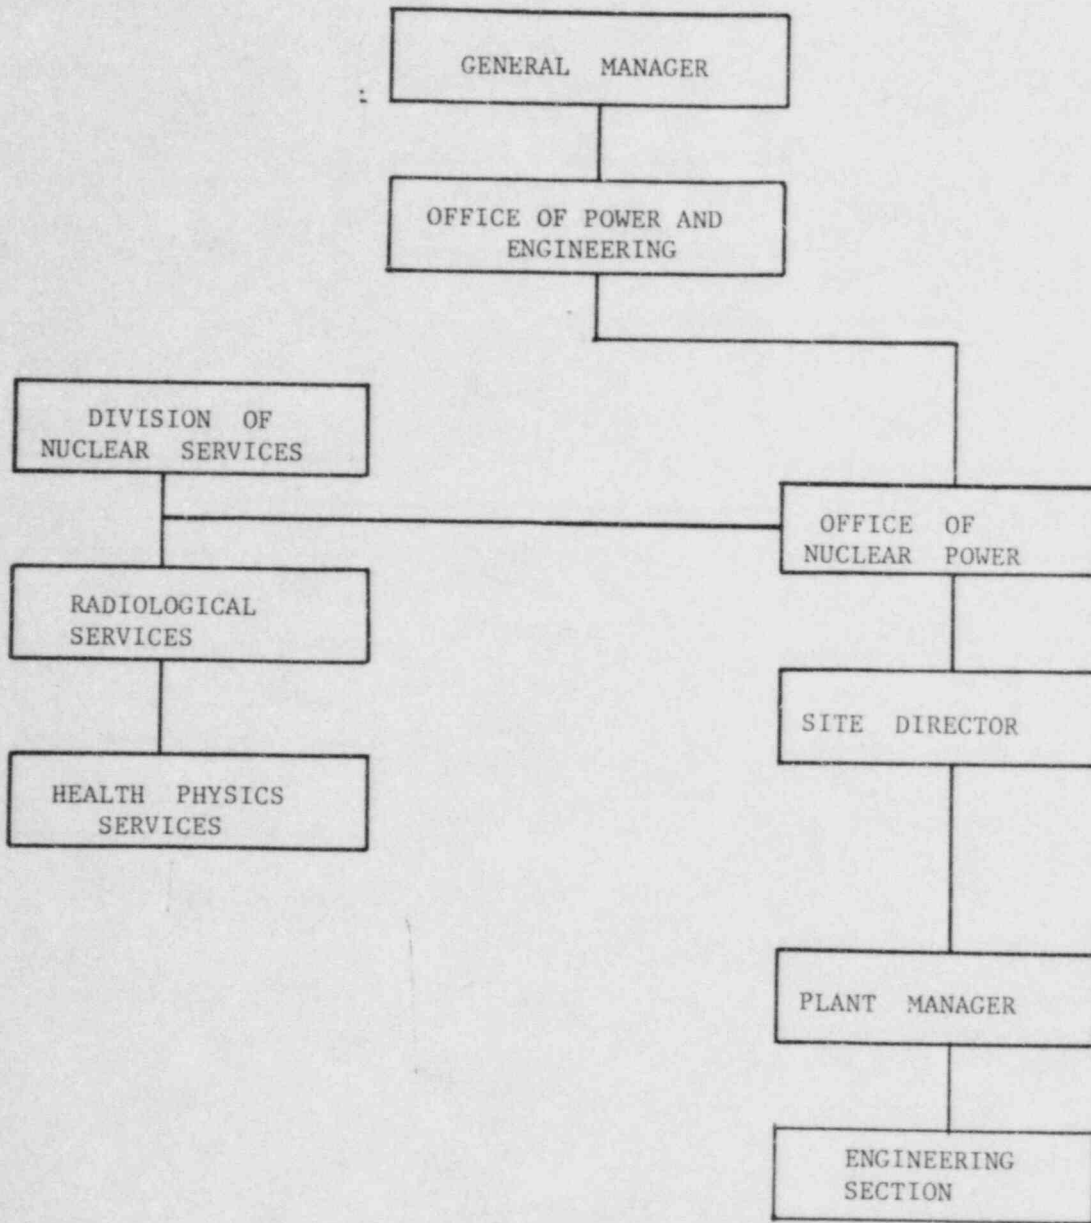 GENERAL MANAGER
OFFICE OF POWER AND
ENGINEERING
DIVISION OF
NUCLEAR SERVICES
OFFICE OF
NUCLEAR POWER
RADIOLOGICAL
SERVICES
SITE DIRECTOR
HEALTH PHYSICS
SERVICES
PLANT MANAGER
ENGINEERING
SECTION